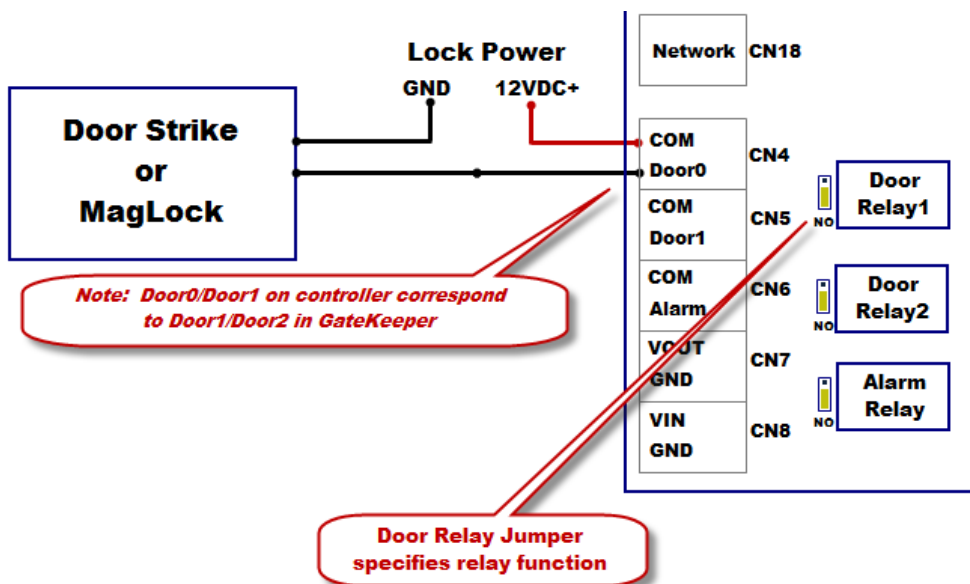 Lock Power
GND 12VDC+
Door Strike
or
MagLock
Network CN18
COM
Door0
CN4
COM
Door1
CN5
COM
Alarm
CN6
VOUT
GND
CN7
VIN
GND
CN8
Door
Relay1
NO
Door
Relay2
NO
Alarm
Relay
NO
Note: Door0/Door1 on controller correspond
to Door1/Door2 in GateKeeper
Door Relay Jumper
specifies relay function